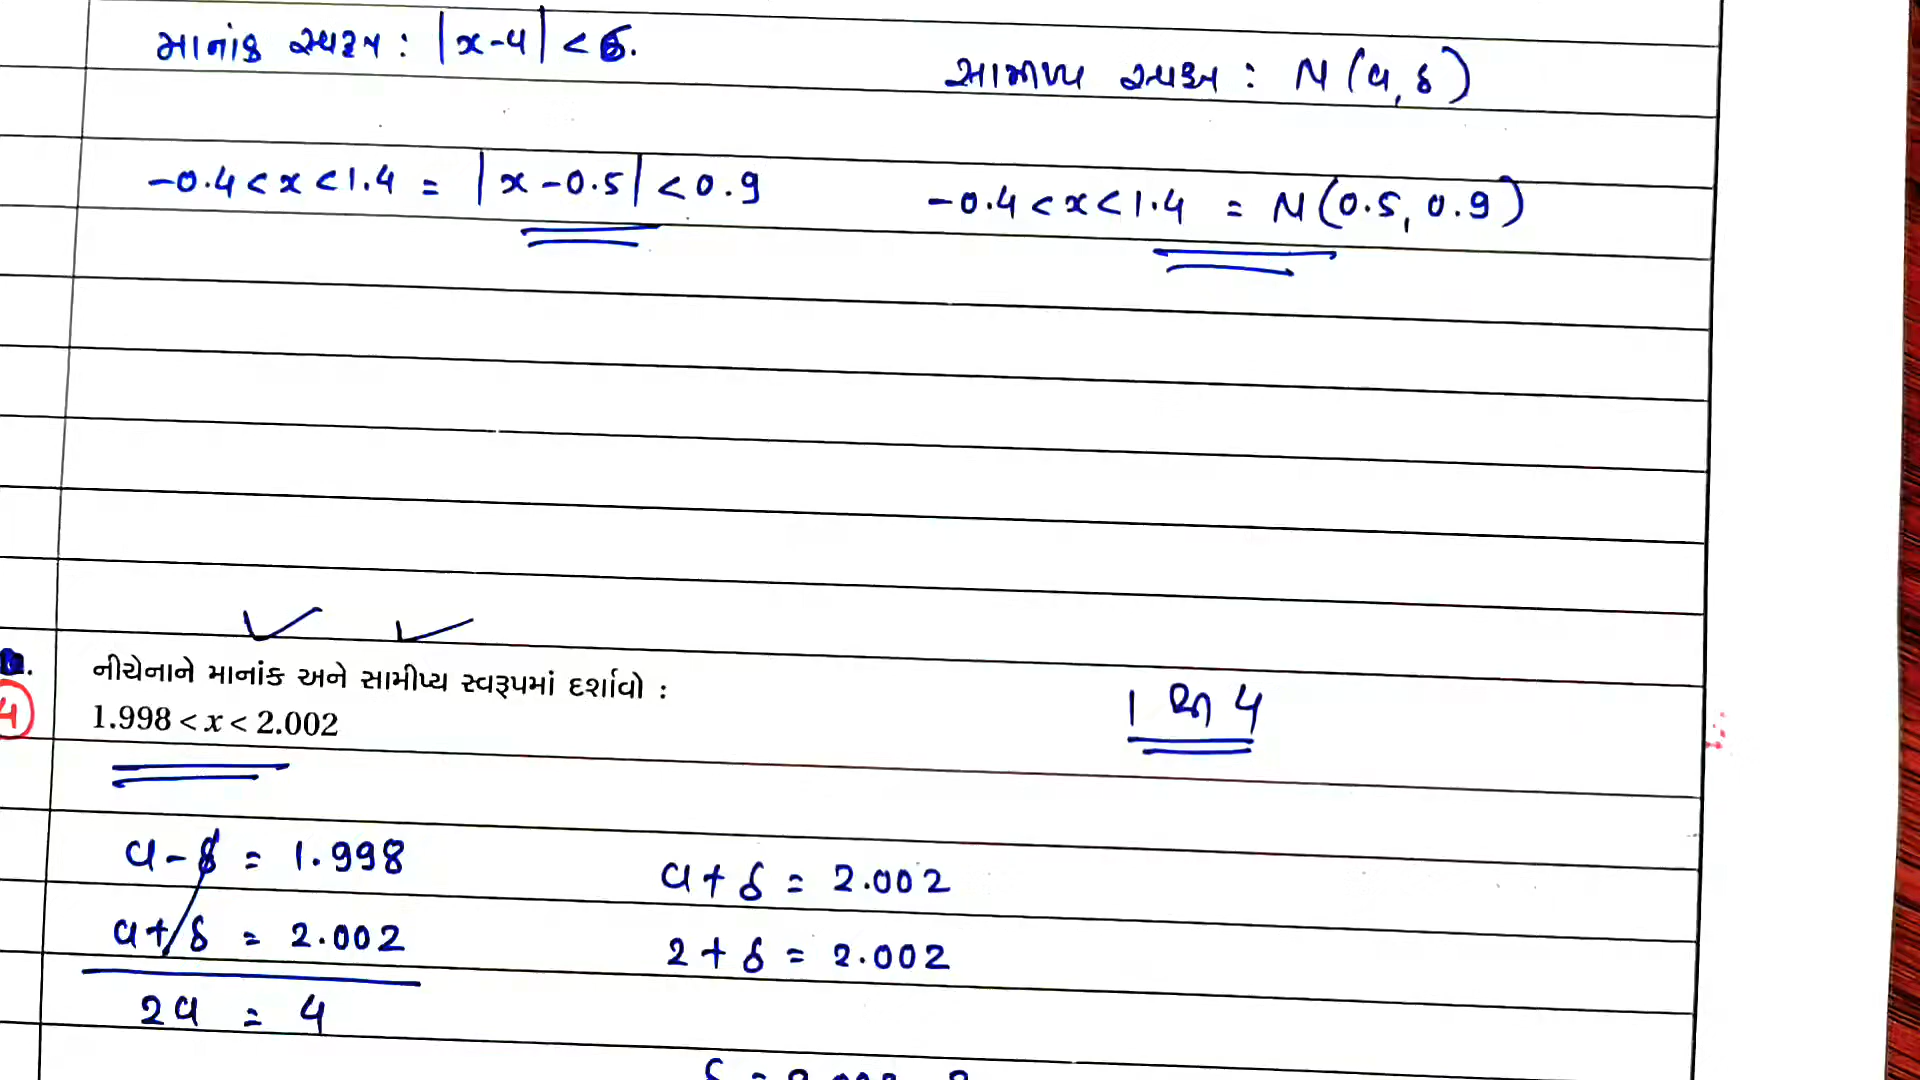 માનાંક સ્વરૂપ : |x-a| < δ.
સામીપ્ય સ્વરૂપ : N (a, δ)
-0.4 < x < 1.4 = |x - 0.5| < 0.9
-0.4 < x < 1.4 = N (0.5, 0.9)
નીચેનાને માનાંક અને સામીપ્ય સ્વરૂપમાં દર્શાવો :
1.998 < x < 2.002
4
1 અને 4
a - δ = 1.998
a + δ = 2.002
a + δ = 2.002
2 + δ = 2.002
2a = 4